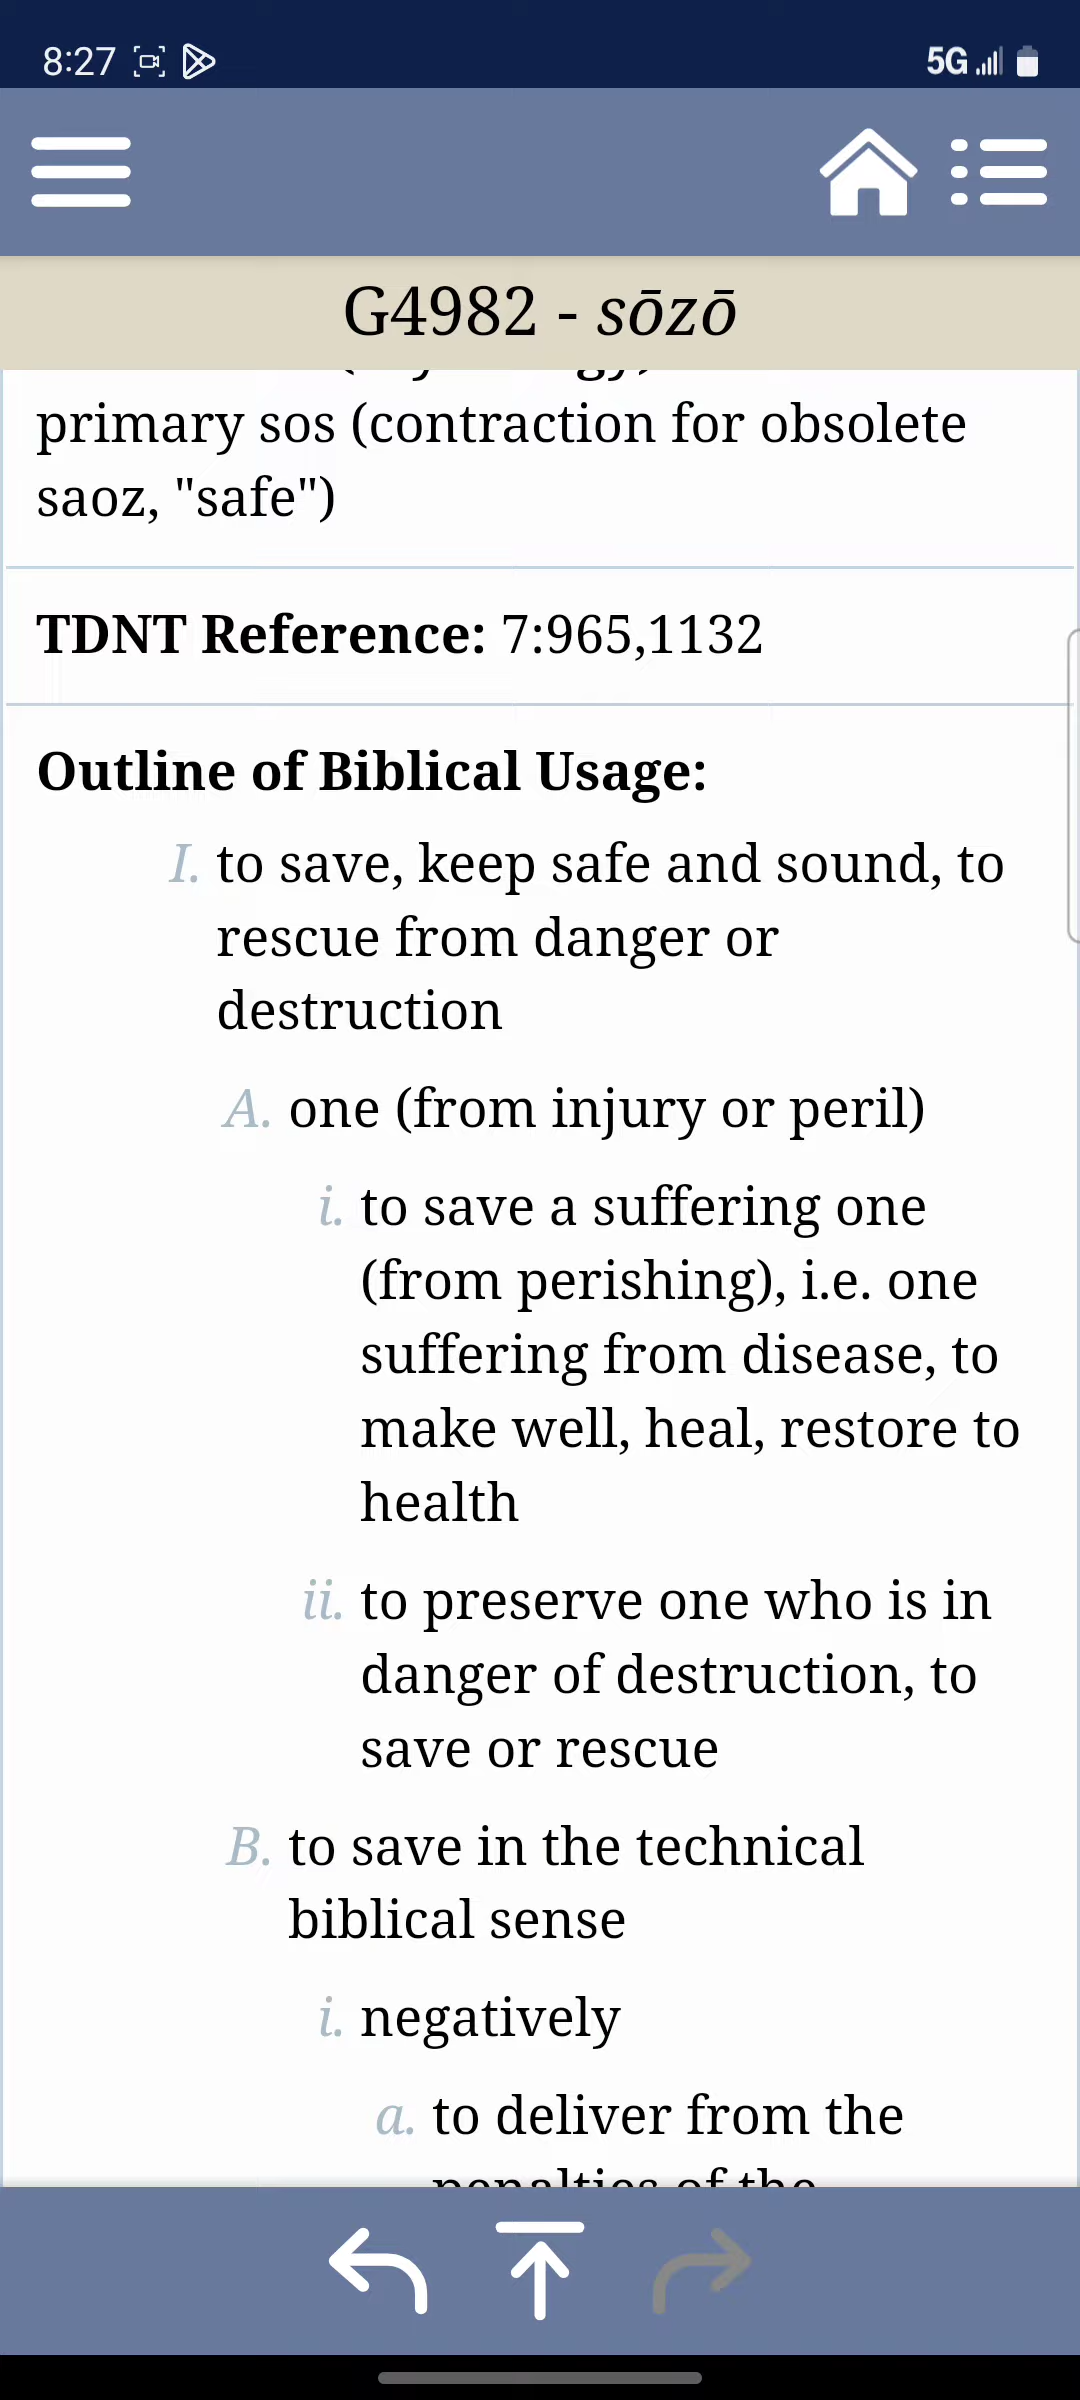 8:27
5G
G4982 - sōzō
primary sos (contraction for obsolete
saoz, "safe")
TDNT Reference: 7:965,1132
Outline of Biblical Usage:
I. to save, keep safe and sound, to
rescue from danger or
destruction
A. one (from injury or peril)
i. to save a suffering one
(from perishing), i.e. one
suffering from disease, to
make well, heal, restore to
health
ii. to preserve one who is in
danger of destruction, to
save or rescue
B. to save in the technical
biblical sense
i. negatively
a. to deliver from the
penalties of the